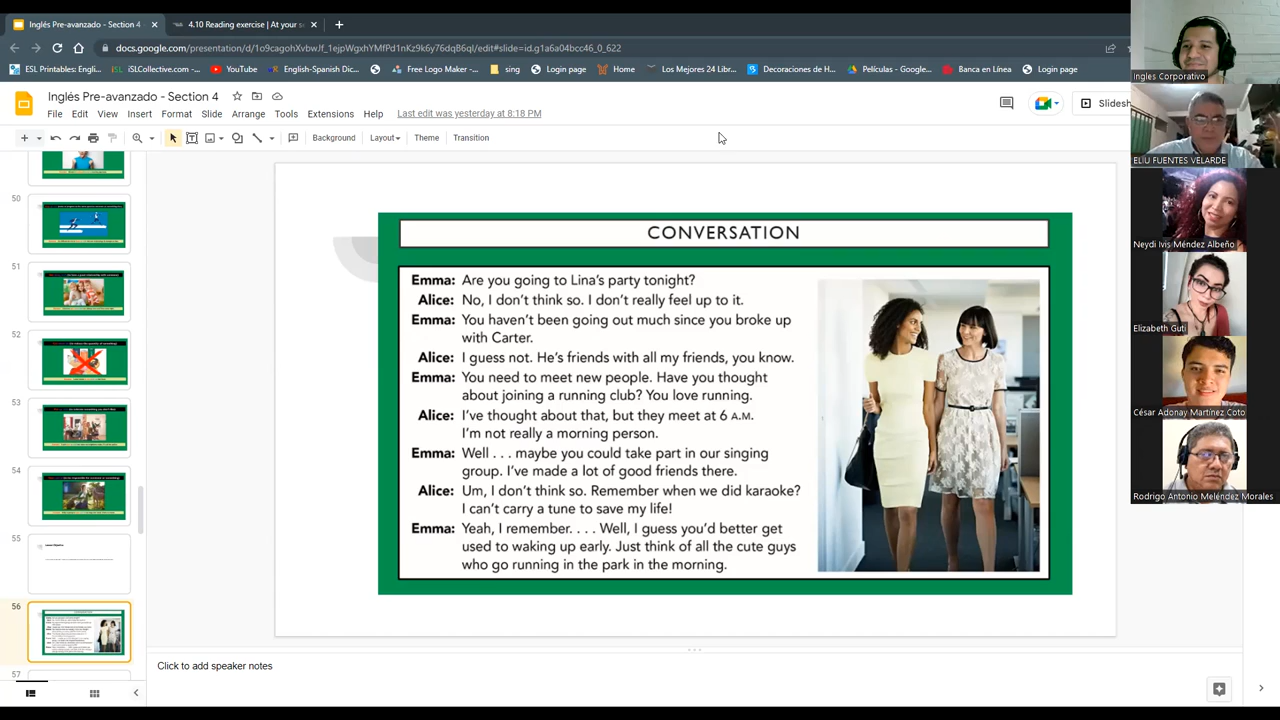 Inglés Pre-avanzado - Section 4
4.10 Reading exercise | At your s
docs.google.com/presentation/d/1o9cagohXvbwJf_1ejpWgxhYMfPd1nKz9k6y76dqB6qI/edit#slide=id.g1a6a04bcc46_0_622
ESL Printables: Engli... iSLCollective.com -... YouTube English-Spanish Dic... Login page Free Logo Maker -... sing Login page Home Los Mejores 24 Libr... Decoraciones de H... Películas - Google... Banca en Línea Login page
Inglés Pre-avanzado - Section 4
File Edit View Insert Format Slide Arrange Tools Extensions Help Last edit was yesterday at 8:18 PM
Slidesh
Background Layout Theme Transition
50
51
52
53
54
55
56
57
CONVERSATION
Emma: Are you going to Lina's party tonight?
Alice: No, I don't think so. I don't really feel up to it.
Emma: You haven't been going out much since you broke up
with Carter.
Alice: I guess not. He's friends with all my friends, you know.
Emma: You need to meet new people. Have you thought
about joining a running club? You love running.
Alice: I've thought about that, but they meet at 6 A.M.
I'm not really a morning person.
Emma: Well . . . maybe you could take part in our singing
group. I've made a lot of good friends there.
Alice: Um, I don't think so. Remember when we did karaoke?
I can't carry a tune to save my life!
Emma: Yeah, I remember. . . . Well, I guess you'd better get
used to waking up early. Just think of all the cute guys
who go running in the park in the morning.
Click to add speaker notes
Ingles Corporativo
ELIU FUENTES VELARDE
Neydi Ivis Méndez Albeño
Elizabeth Guti
César Adonay Martínez Coto
Rodrigo Antonio Meléndez Morales